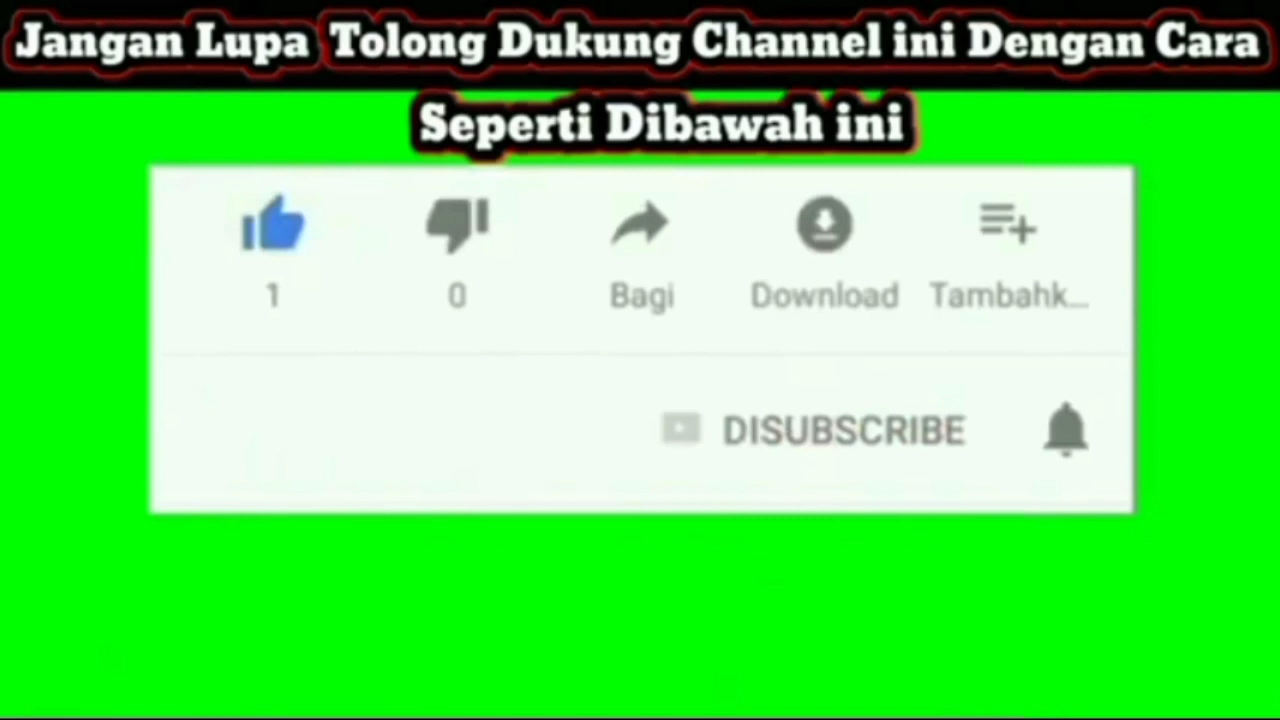 Jangan Lupa Tolong Dukung Channel ini Dengan Cara
Seperti Dibawah ini
1 0 Bagi Download Tambahk...
DISUBSCRIBE